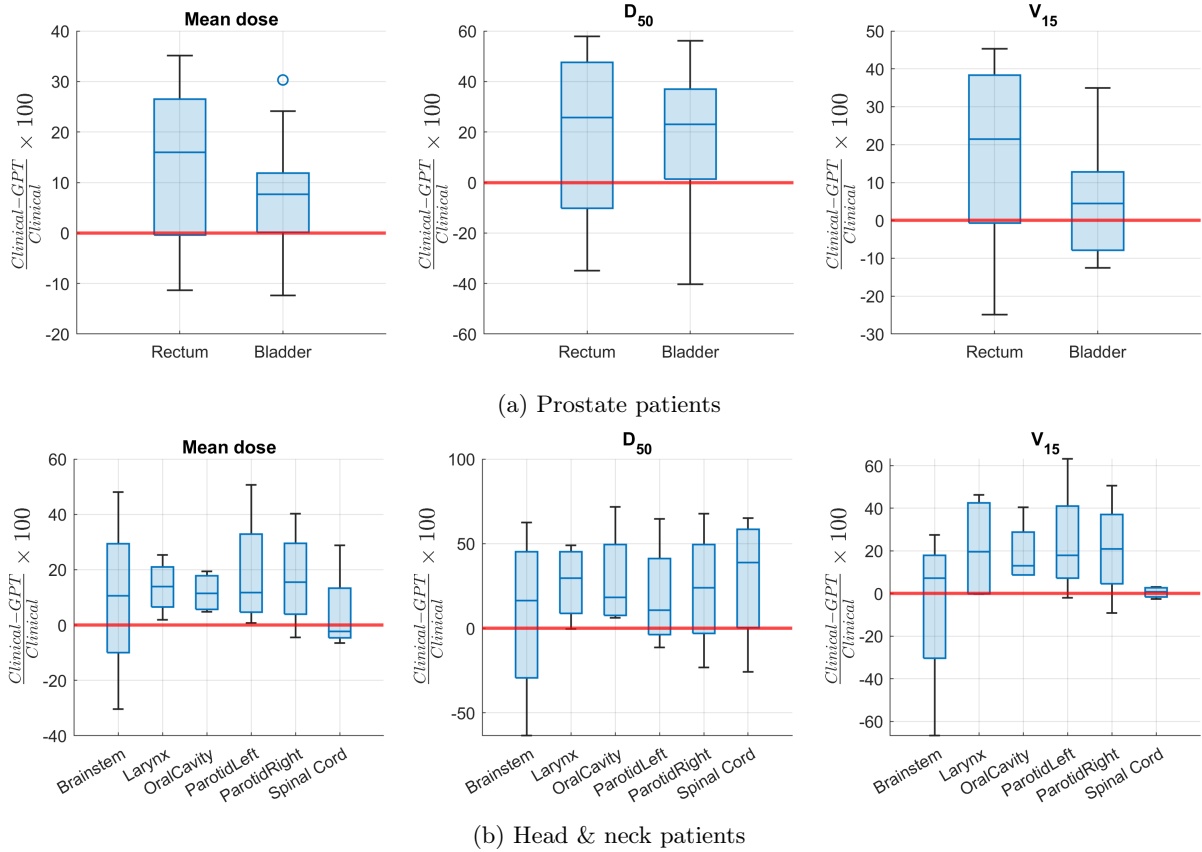 Mean dose
D50
V15
40
30
20
10
0
-10
-20
Clinical−GPT
Clinical
× 100
Rectum
Bladder
60
40
20
0
-20
-40
-60
Clinical−GPT
Clinical
× 100
Rectum
Bladder
50
40
30
20
10
0
-10
-20
-30
Clinical−GPT
Clinical
× 100
Rectum
Bladder
(a) Prostate patients
Mean dose
D50
V15
60
40
20
0
-20
-40
Clinical−GPT
Clinical
× 100
Brainstem
Larynx
OralCavity
ParotidLeft
ParotidRight
Spinal Cord
100
50
0
-50
Clinical−GPT
Clinical
× 100
Brainstem
Larynx
OralCavity
ParotidLeft
ParotidRight
Spinal Cord
60
40
20
0
-20
-40
-60
Clinical−GPT
Clinical
× 100
Brainstem
Larynx
OralCavity
ParotidLeft
ParotidRight
Spinal Cord
(b) Head & neck patients